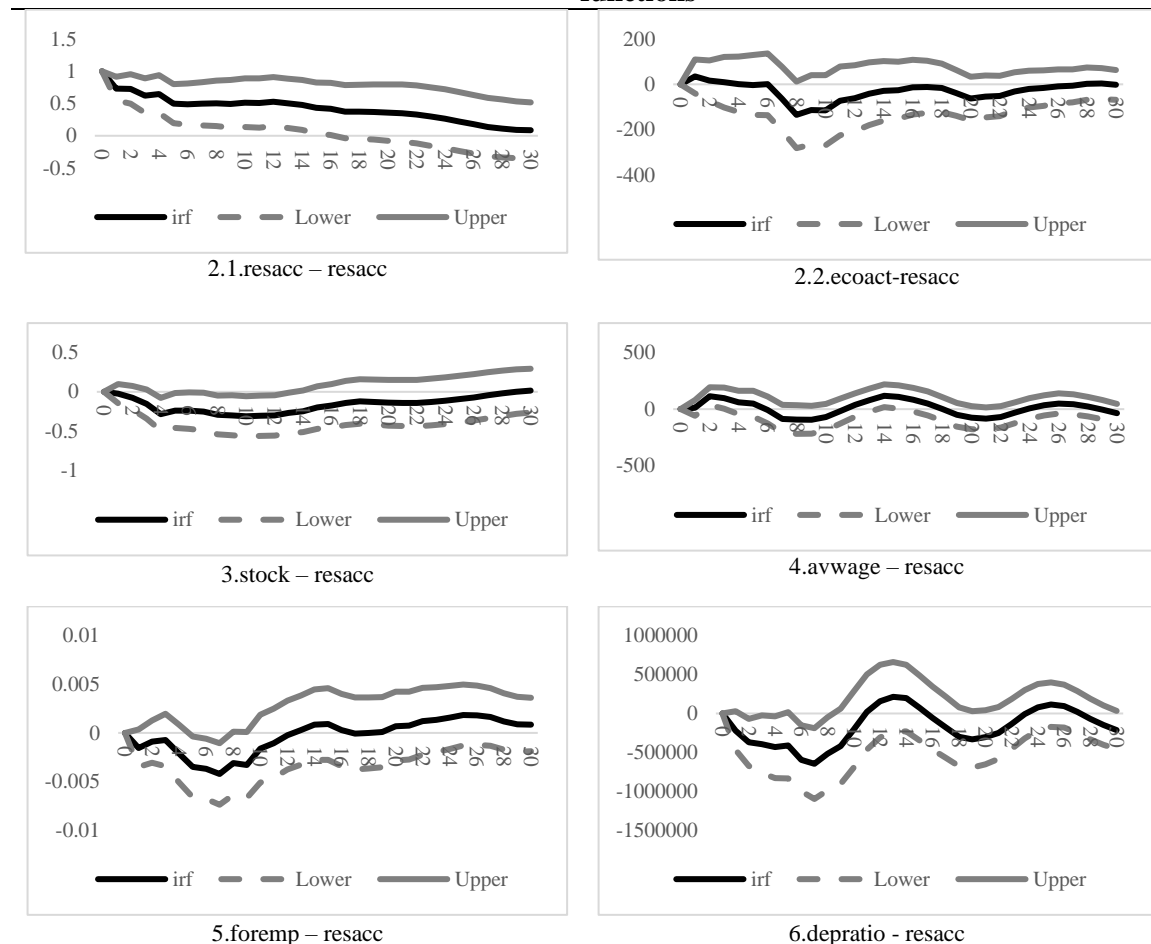 functions
1.5
1
0.5
0
-0.5
0 2 4 6 8 10 12 14 16 18 20 22 24 26 28 30
irf Lower Upper
2.1.resacc – resacc
200
0
-200
-400
0 2 4 6 8 10 12 14 16 18 20 22 24 26 28 30
irf Lower Upper
2.2.ecoact-resacc
0.5
0
-0.5
-1
0 2 4 6 8 10 12 14 16 18 20 22 24 26 28 30
irf Lower Upper
3.stock – resacc
500
0
-500
0 2 4 6 8 10 12 14 16 18 20 22 24 26 28 30
irf Lower Upper
4.avwage – resacc
0.01
0.005
0
-0.005
-0.01
0 2 4 6 8 10 12 14 16 18 20 22 24 26 28 30
irf Lower Upper
5.foremp – resacc
1000000
500000
0
-500000
-1000000
-1500000
0 2 4 6 8 10 12 14 16 18 20 22 24 26 28 30
irf Lower Upper
6.depratio - resacc